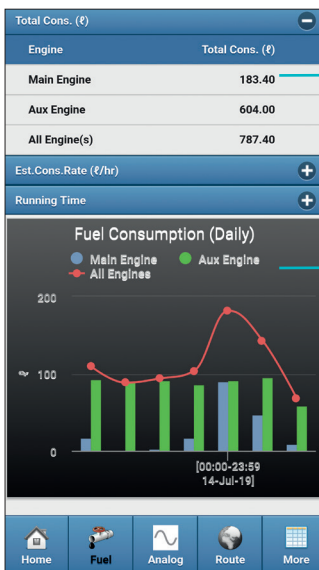 Total Cons. (ℓ)
Engine Total Cons. (ℓ)
Main Engine 183.40
Aux Engine 604.00
All Engine(s) 787.40
Est.Cons.Rate (ℓ/hr)
Running Time
Fuel Consumption (Daily)
Main Engine Aux Engine
All Engines
200
ℓ
100
0
[00:00-23:59
14-Jul-19]
Home Fuel Analog Route More